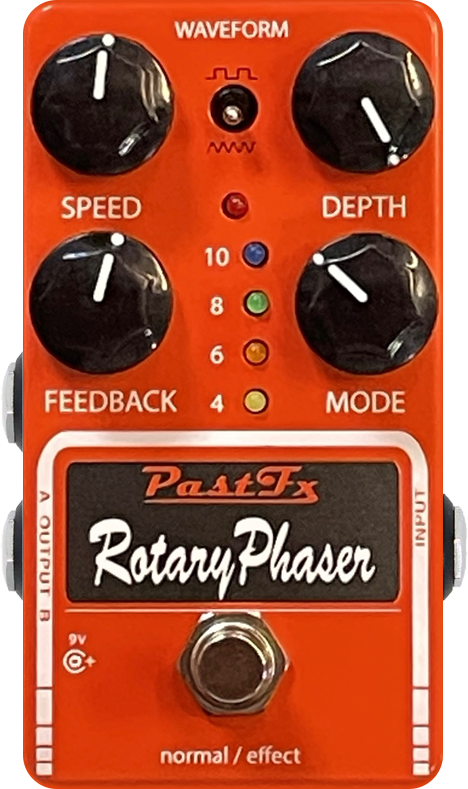 WAVEFORM
SPEED
DEPTH
10
8
6
4
FEEDBACK
MODE
PastFx
RotaryPhaser
A OUTPUT B
INPUT
9V
+
normal / effect